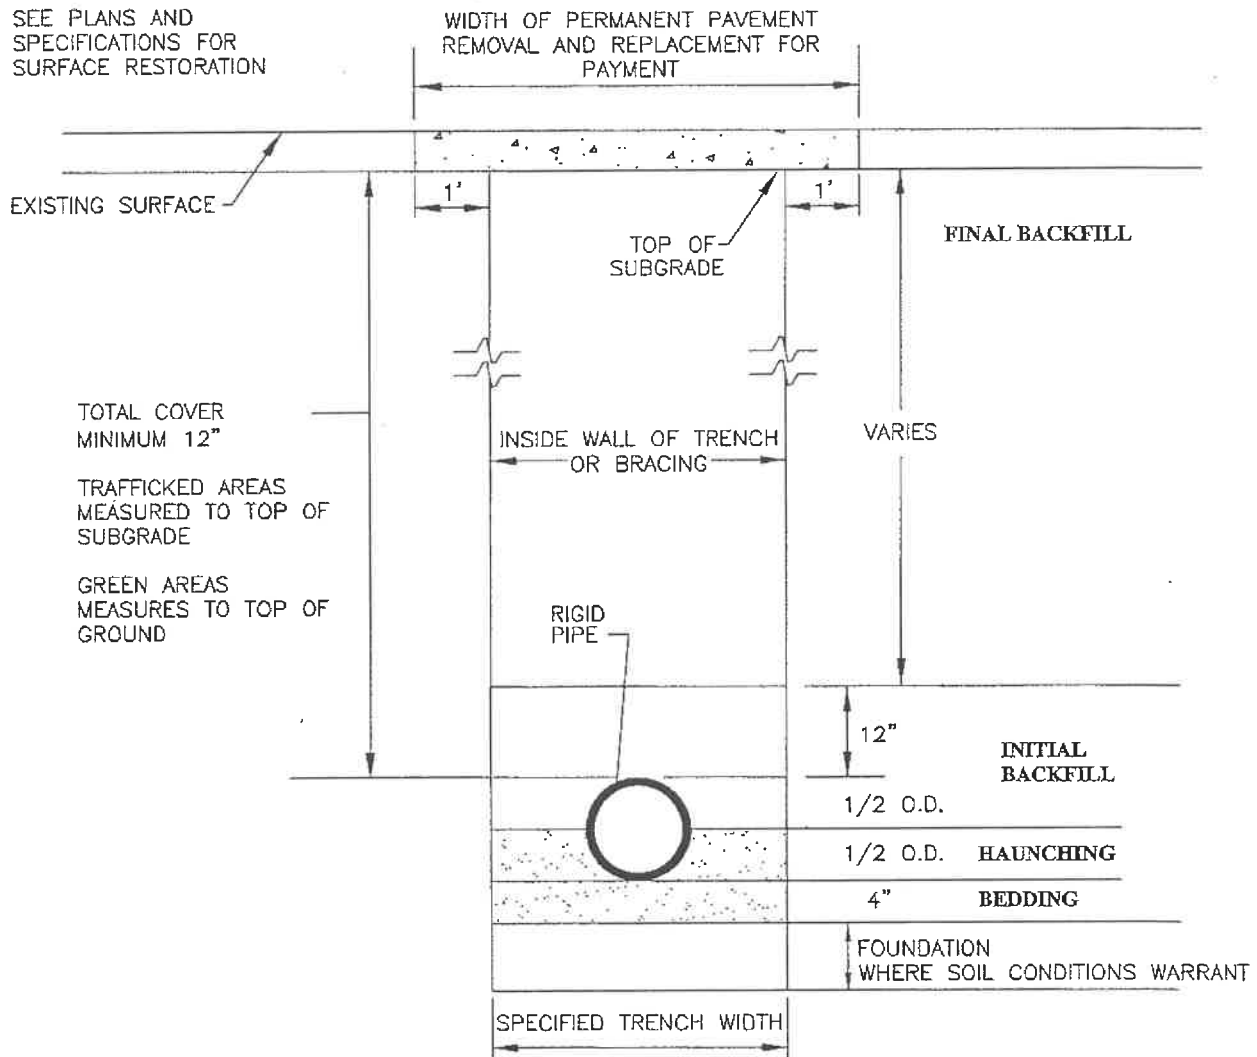 SEE PLANS AND
SPECIFICATIONS FOR
SURFACE RESTORATION
WIDTH OF PERMANENT PAVEMENT
REMOVAL AND REPLACEMENT FOR
PAYMENT
EXISTING SURFACE
1'
1'
TOP OF
SUBGRADE
FINAL BACKFILL
TOTAL COVER
MINIMUM 12"
TRAFFICKED AREAS
MEASURED TO TOP OF
SUBGRADE
GREEN AREAS
MEASURES TO TOP OF
GROUND
INSIDE WALL OF TRENCH
OR BRACING
VARIES
RIGID
PIPE
12"
INITIAL
BACKFILL
1/2 O.D.
1/2 O.D. HAUNCHING
4" BEDDING
FOUNDATION
WHERE SOIL CONDITIONS WARRANT
SPECIFIED TRENCH WIDTH